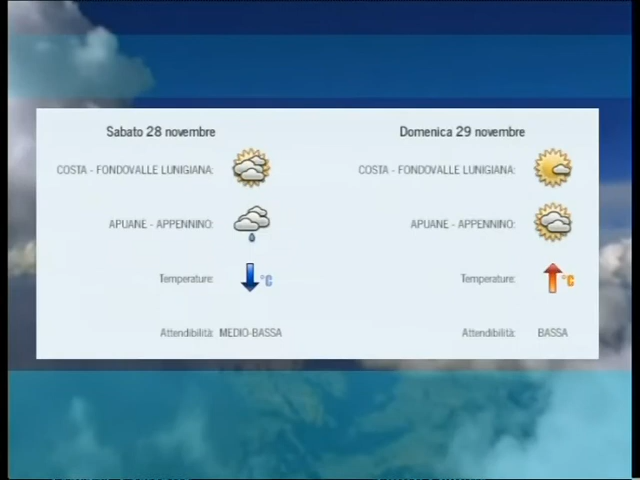 Sabato 28 novembre
COSTA - FONDOVALLE LUNIGIANA:
APUANE - APPENNINO:
Temperature: °C
Attendibilità: MEDIO-BASSA
Domenica 29 novembre
COSTA - FONDOVALLE LUNIGIANA:
APUANE - APPENNINO:
Temperature: °C
Attendibilità: BASSA